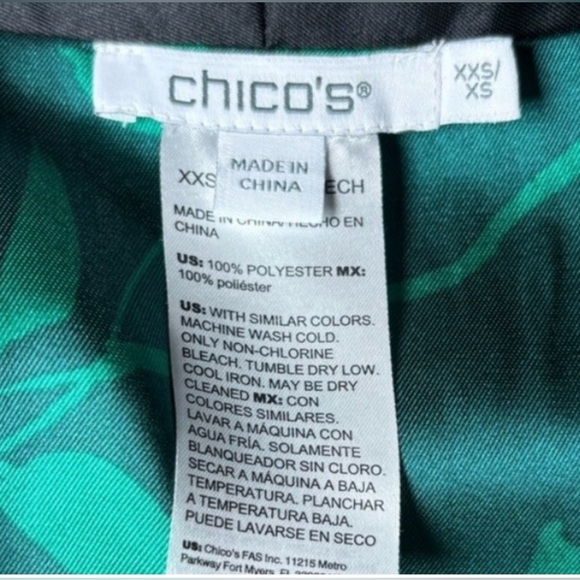 chico's®
XXS/
XS
MADE IN
CHINA
XXS
ECH
MADE IN CHINA/HECHO EN
CHINA
US: 100% POLYESTER MX:
100% poliéster
US: WITH SIMILAR COLORS.
MACHINE WASH COLD.
ONLY NON-CHLORINE
BLEACH. TUMBLE DRY LOW.
COOL IRON. MAY BE DRY
CLEANED MX: CON
COLORES SIMILARES.
LAVAR A MÁQUINA CON
AGUA FRÍA. SOLAMENTE
BLANQUEADOR SIN CLORO.
SECAR A MÁQUINA A BAJA
TEMPERATURA. PLANCHAR
A TEMPERATURA BAJA.
PUEDE LAVARSE EN SECO
US: Chico's FAS Inc. 11215 Metro
Parkway Fort Myers, FL